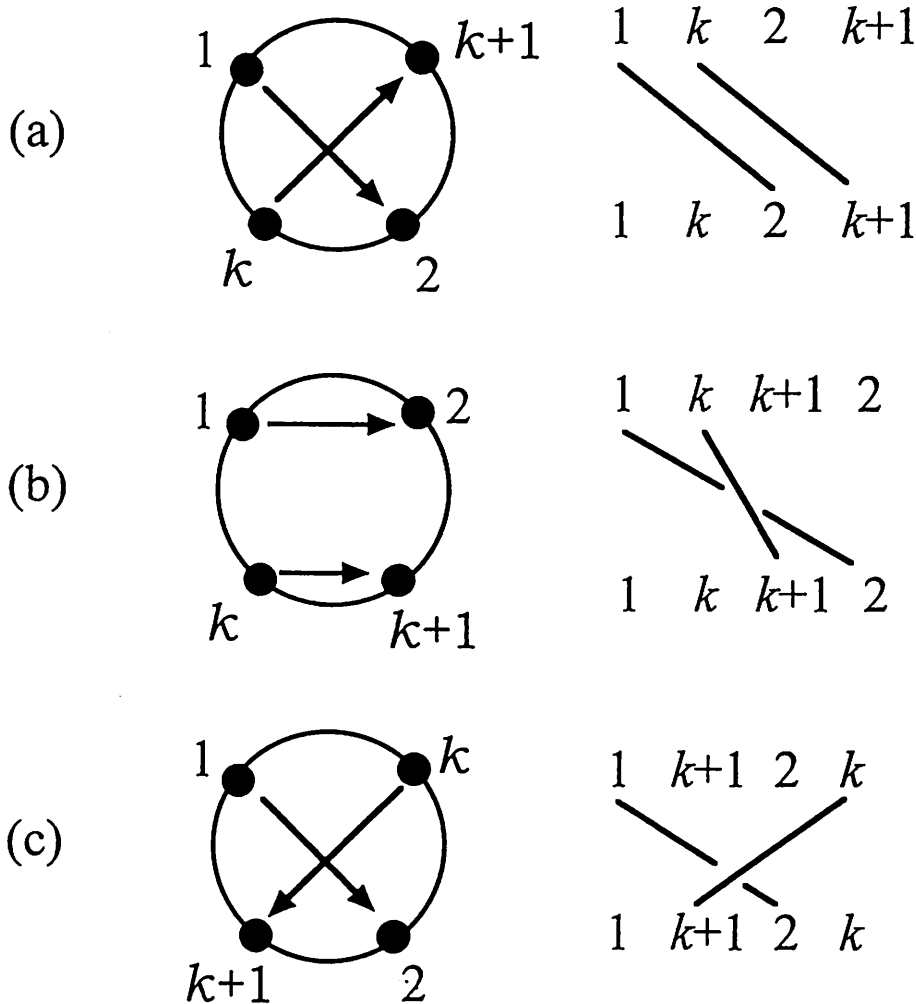 1 k+1 1 k 2 k+1
(a)
k 2 1 k 2 k+1
1 2 1 k k+1 2
(b)
k k+1 1 k k+1 2
1 k 1 k+1 2 k
(c)
k+1 2 1 k+1 2 k